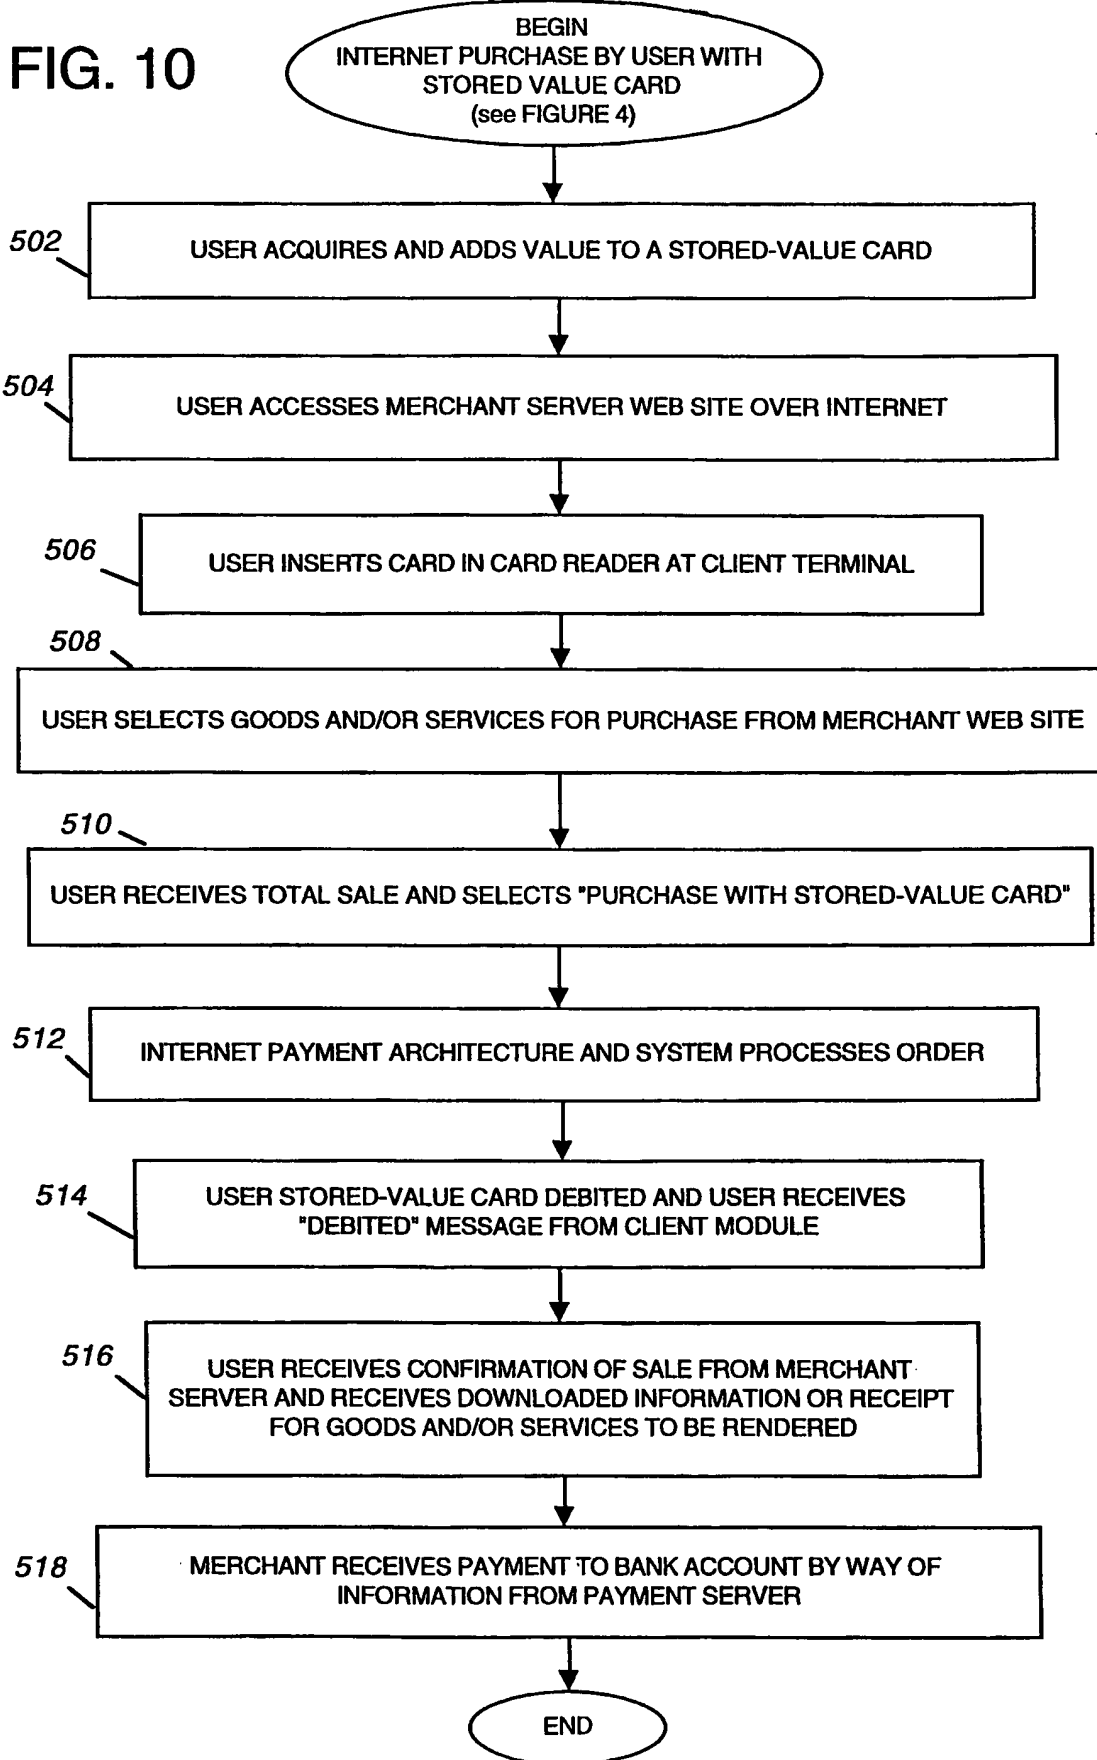 FIG. 10
BEGIN
INTERNET PURCHASE BY USER WITH
STORED VALUE CARD
(see FIGURE 4)
502
USER ACQUIRES AND ADDS VALUE TO A STORED-VALUE CARD
504
USER ACCESSES MERCHANT SERVER WEB SITE OVER INTERNET
506
USER INSERTS CARD IN CARD READER AT CLIENT TERMINAL
508
USER SELECTS GOODS AND/OR SERVICES FOR PURCHASE FROM MERCHANT WEB SITE
510
USER RECEIVES TOTAL SALE AND SELECTS "PURCHASE WITH STORED-VALUE CARD"
512
INTERNET PAYMENT ARCHITECTURE AND SYSTEM PROCESSES ORDER
514
USER STORED-VALUE CARD DEBITED AND USER RECEIVES
"DEBITED" MESSAGE FROM CLIENT MODULE
516
USER RECEIVES CONFIRMATION OF SALE FROM MERCHANT
SERVER AND RECEIVES DOWNLOADED INFORMATION OR RECEIPT
FOR GOODS AND/OR SERVICES TO BE RENDERED
518
MERCHANT RECEIVES PAYMENT TO BANK ACCOUNT BY WAY OF
INFORMATION FROM PAYMENT SERVER
END